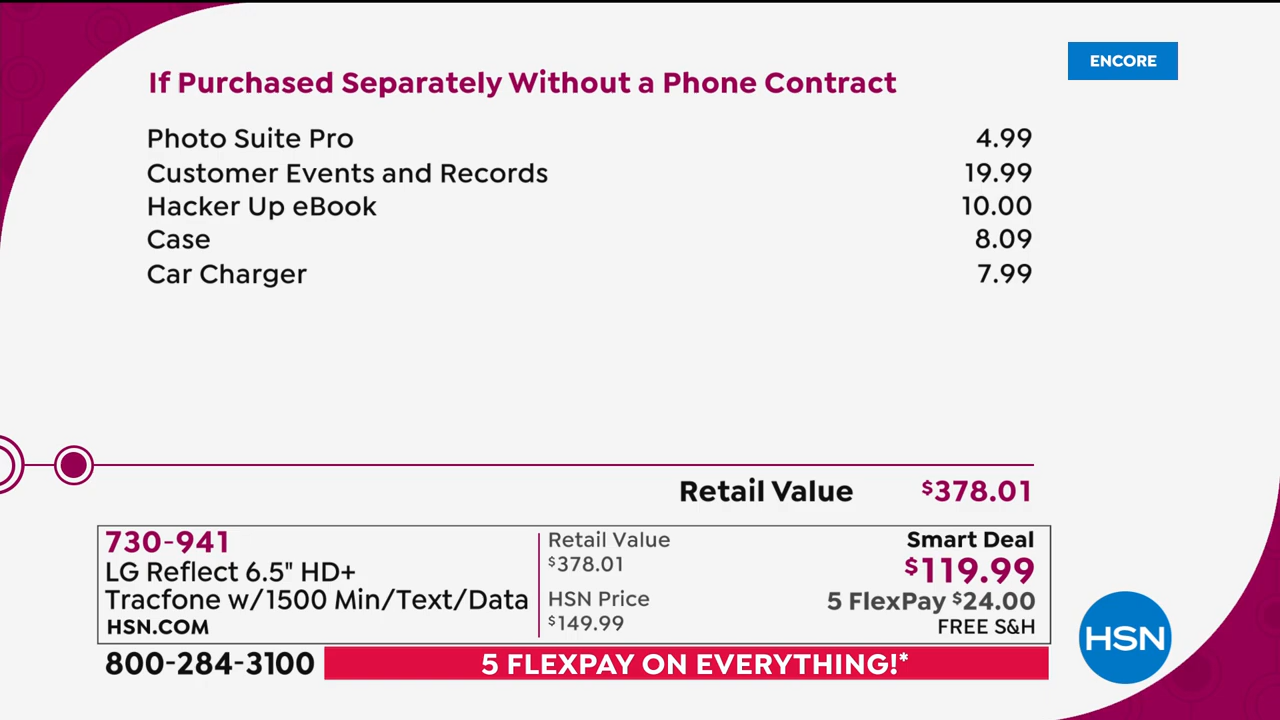 ENCORE
If Purchased Separately Without a Phone Contract
Photo Suite Pro 4.99
Customer Events and Records 19.99
Hacker Up eBook 10.00
Case 8.09
Car Charger 7.99
Retail Value $378.01
730-941
LG Reflect 6.5" HD+
Tracfone w/1500 Min/Text/Data
HSN.COM
Retail Value
$378.01
HSN Price
$149.99
Smart Deal
$119.99
5 FlexPay $24.00
FREE S&H
HSN
800-284-3100
5 FLEXPAY ON EVERYTHING!*